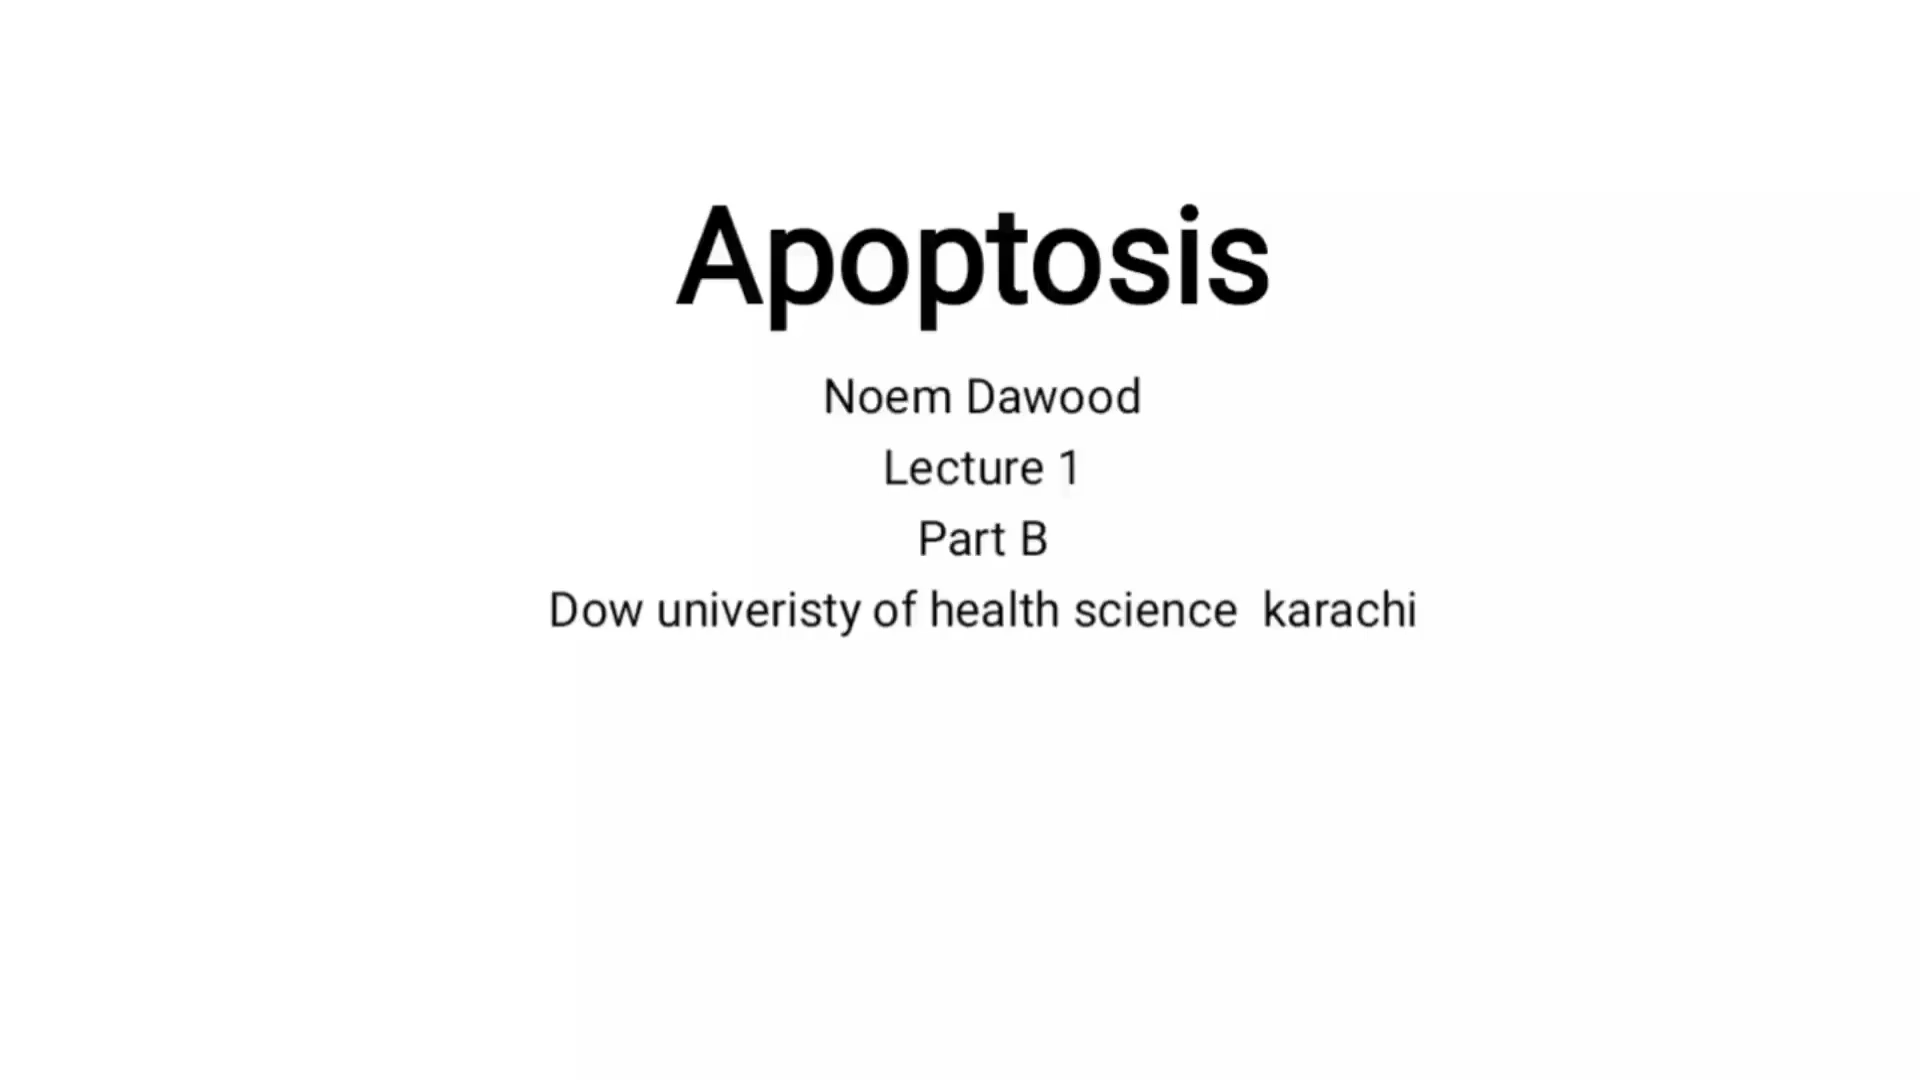 Apoptosis
Noem Dawood
Lecture 1
Part B
Dow univeristy of health science  karachi